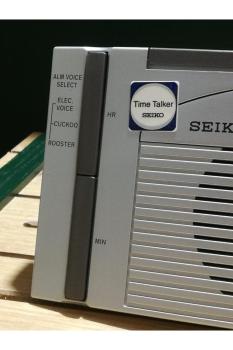 ALM VOICE
SELECT
ELEC.
VOICE
CUCKOO
ROOSTER
HR
MIN
Time Talker
SEIKO
SEIK